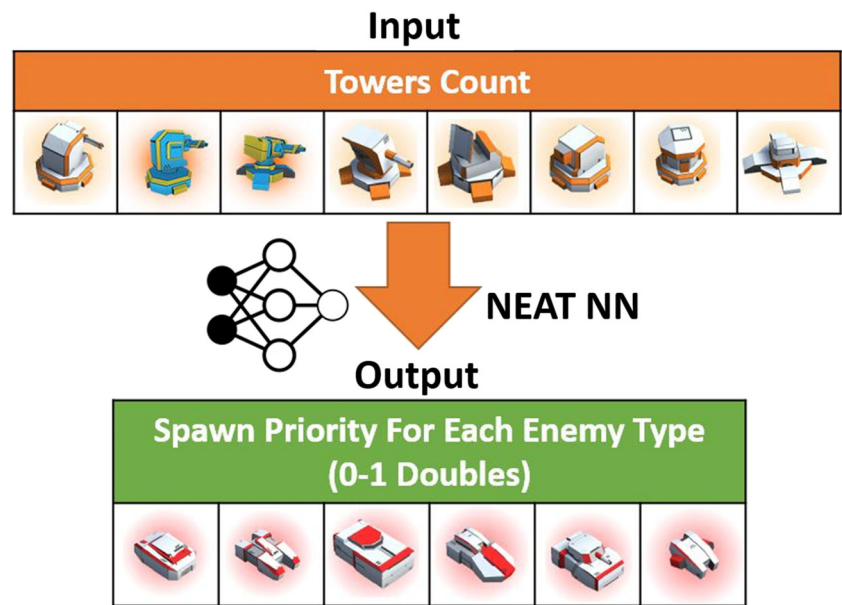 Input
Towers Count
NEAT NN
Output
Spawn Priority For Each Enemy Type
(0-1 Doubles)